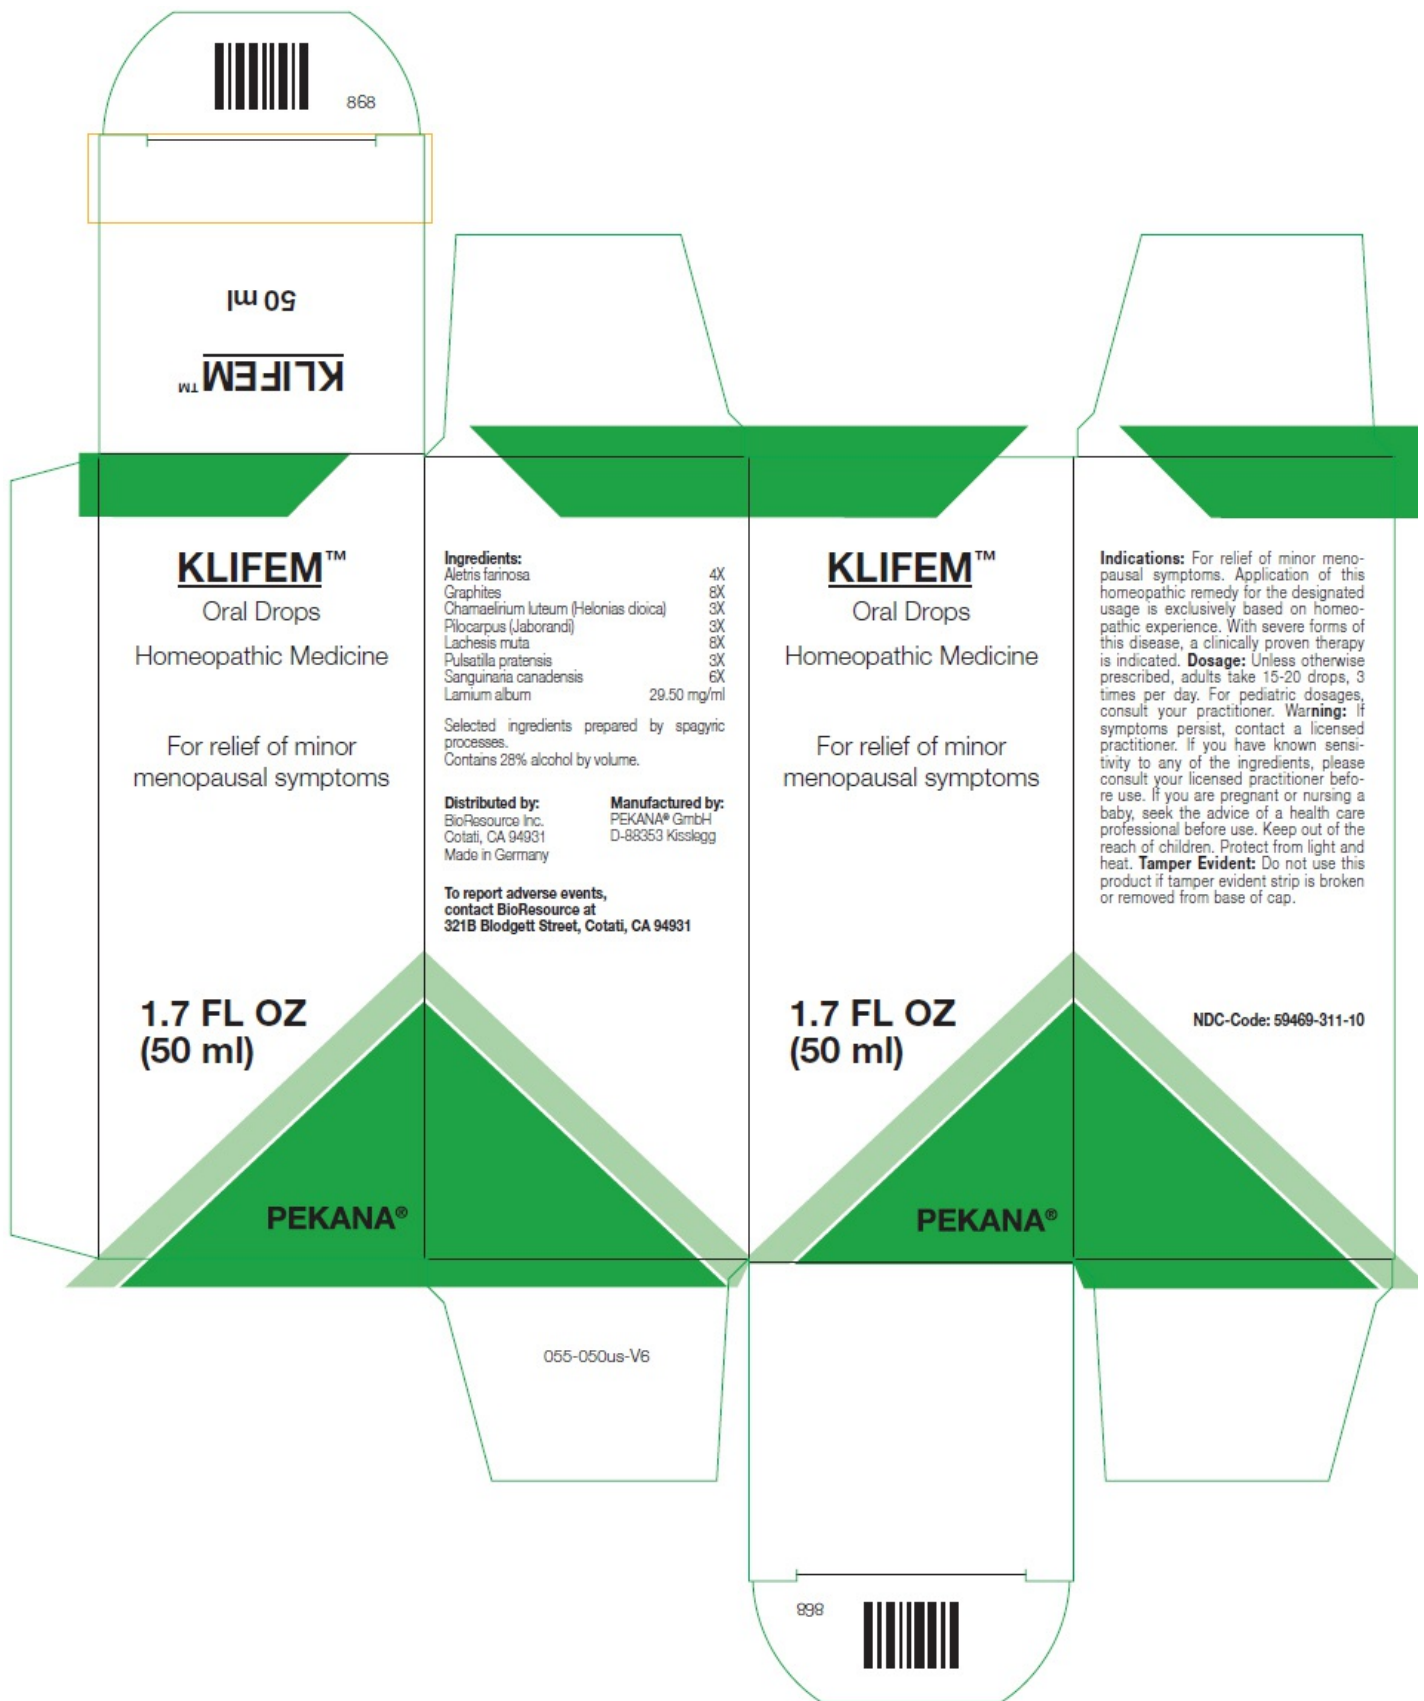 868
50 ml
KLIFEM™
KLIFEM™
Oral Drops
Homeopathic Medicine
For relief of minor
menopausal symptoms
1.7 FL OZ
(50 ml)
PEKANA®
Ingredients:
Aletris farinosa 4X
Graphites 8X
Chamaelirium luteum (Helonias dioica) 3X
Pilocarpus (Jaborandi) 3X
Lachesis muta 8X
Pulsatilla pratensis 3X
Sanguinaria canadensis 6X
Lamium album 29.50 mg/ml
Selected ingredients prepared by spagyric
processes.
Contains 28% alcohol by volume.
Distributed by:
BioResource Inc.
Cotati, CA 94931
Made in Germany
Manufactured by:
PEKANA® GmbH
D-88353 Kisslegg
To report adverse events,
contact BioResource at
321B Blodgett Street, Cotati, CA 94931
055-050us-V6
KLIFEM™
Oral Drops
Homeopathic Medicine
For relief of minor
menopausal symptoms
1.7 FL OZ
(50 ml)
PEKANA®
Indications: For relief of minor meno-
pausal symptoms. Application of this
homeopathic remedy for the designated
usage is exclusively based on homeo-
pathic experience. With severe forms of
this disease, a clinically proven therapy
is indicated. Dosage: Unless otherwise
prescribed, adults take 15-20 drops, 3
times per day. For pediatric dosages,
consult your practitioner. Warning: If
symptoms persist, contact a licensed
practitioner. If you have known sensi-
tivity to any of the ingredients, please
consult your licensed practitioner befo-
re use. If you are pregnant or nursing a
baby, seek the advice of a health care
professional before use. Keep out of the
reach of children. Protect from light and
heat. Tamper Evident: Do not use this
product if tamper evident strip is broken
or removed from base of cap.
NDC-Code: 59469-311-10
868